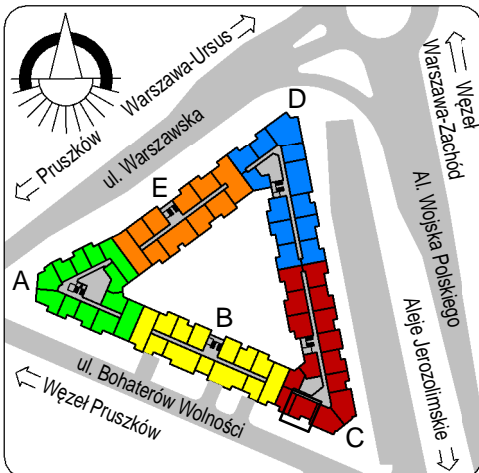 Warszawa-Ursus
Pruszków
ul. Warszawska
Węzeł
Warszawa-Zachód
Al. Wojska Polskiego
Aleje Jerozolimskie
D
E
A
B
C
ul. Bohaterów Wolności
Węzeł Pruszków